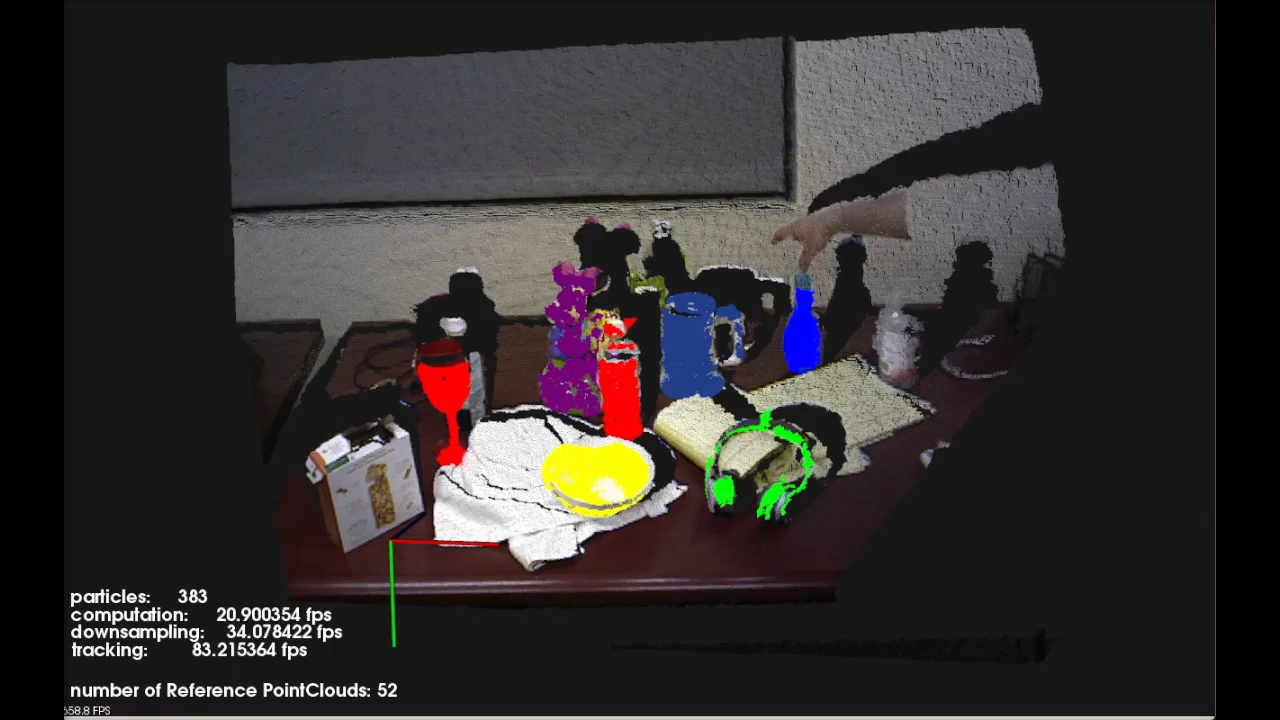 particles: 383
computation: 20.900354 fps
downsampling: 34.078422 fps
tracking: 83.215364 fps
number of Reference PointClouds: 52
658.8 FPS